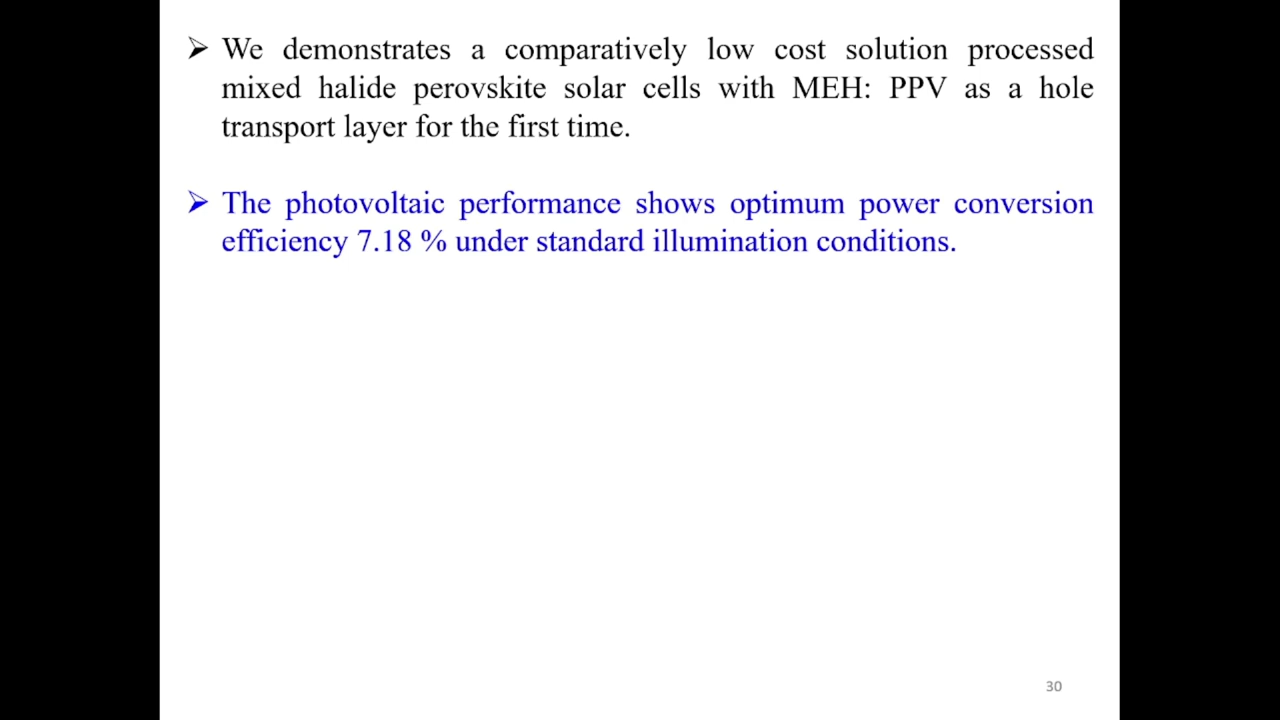 ➢ We demonstrates a comparatively low cost solution processed
mixed halide perovskite solar cells with MEH: PPV as a hole
transport layer for the first time.
➢ The photovoltaic performance shows optimum power conversion
efficiency 7.18 % under standard illumination conditions.
30